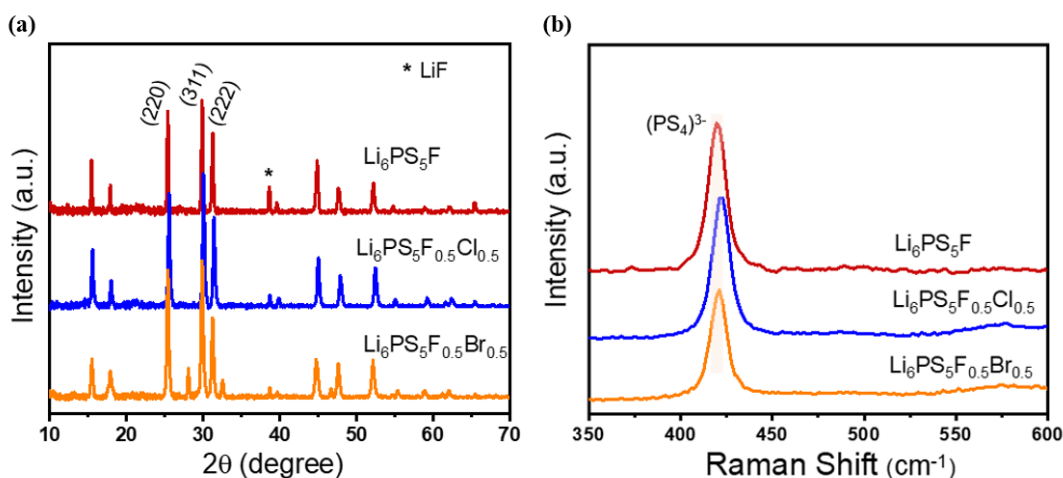 (a)
Intensity (a.u.)
(220)
(311)
(222)
* LiF
*
Li₆PS₅F
Li₆PS₅F₀.₅Cl₀.₅
Li₆PS₅F₀.₅Br₀.₅
10 20 30 40 50 60 70
2θ (degree)
(b)
Intensity (a.u.)
(PS₄)³⁻
Li₆PS₅F
Li₆PS₅F₀.₅Cl₀.₅
Li₆PS₅F₀.₅Br₀.₅
350 400 450 500 550 600
Raman Shift (cm⁻¹)